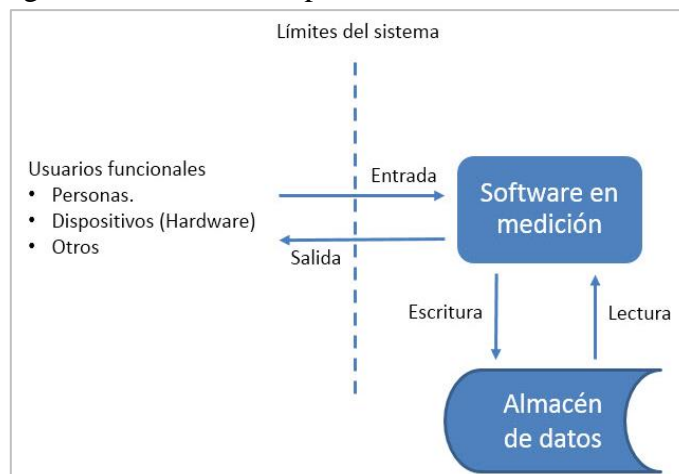 Límites del sistema
Usuarios funcionales
• Personas.
• Dispositivos (Hardware)
• Otros
Entrada
Salida
Software en
medición
Escritura
Lectura
Almacén
de datos